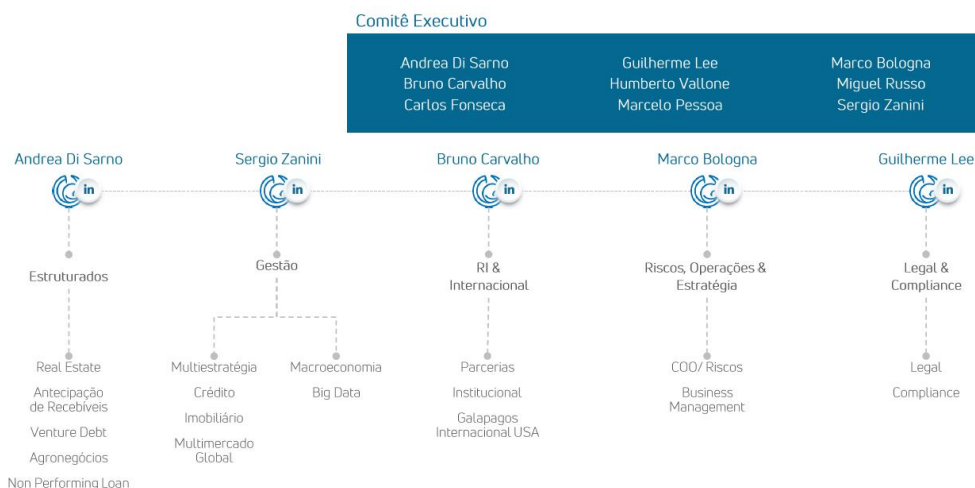 Comitê Executivo
Andrea Di Sarno
Bruno Carvalho
Carlos Fonseca
Guilherme Lee
Humberto Vallone
Marcelo Pessoa
Marco Bologna
Miguel Russo
Sergio Zanini
Andrea Di Sarno
in
Estruturados
Real Estate
Antecipação
de Recebíveis
Venture Debt
Agronegócios
Non Performing Loan
Sergio Zanini
in
Gestão
Multiestratégia
Crédito
Imobiliário
Multimercado
Global
Macroeconomia
Big Data
Bruno Carvalho
in
RI &
Internacional
Parcerias
Institucional
Galapagos
Internacional USA
Marco Bologna
in
Riscos, Operações &
Estratégia
COO/ Riscos
Business
Management
Guilherme Lee
in
Legal &
Compliance
Legal
Compliance